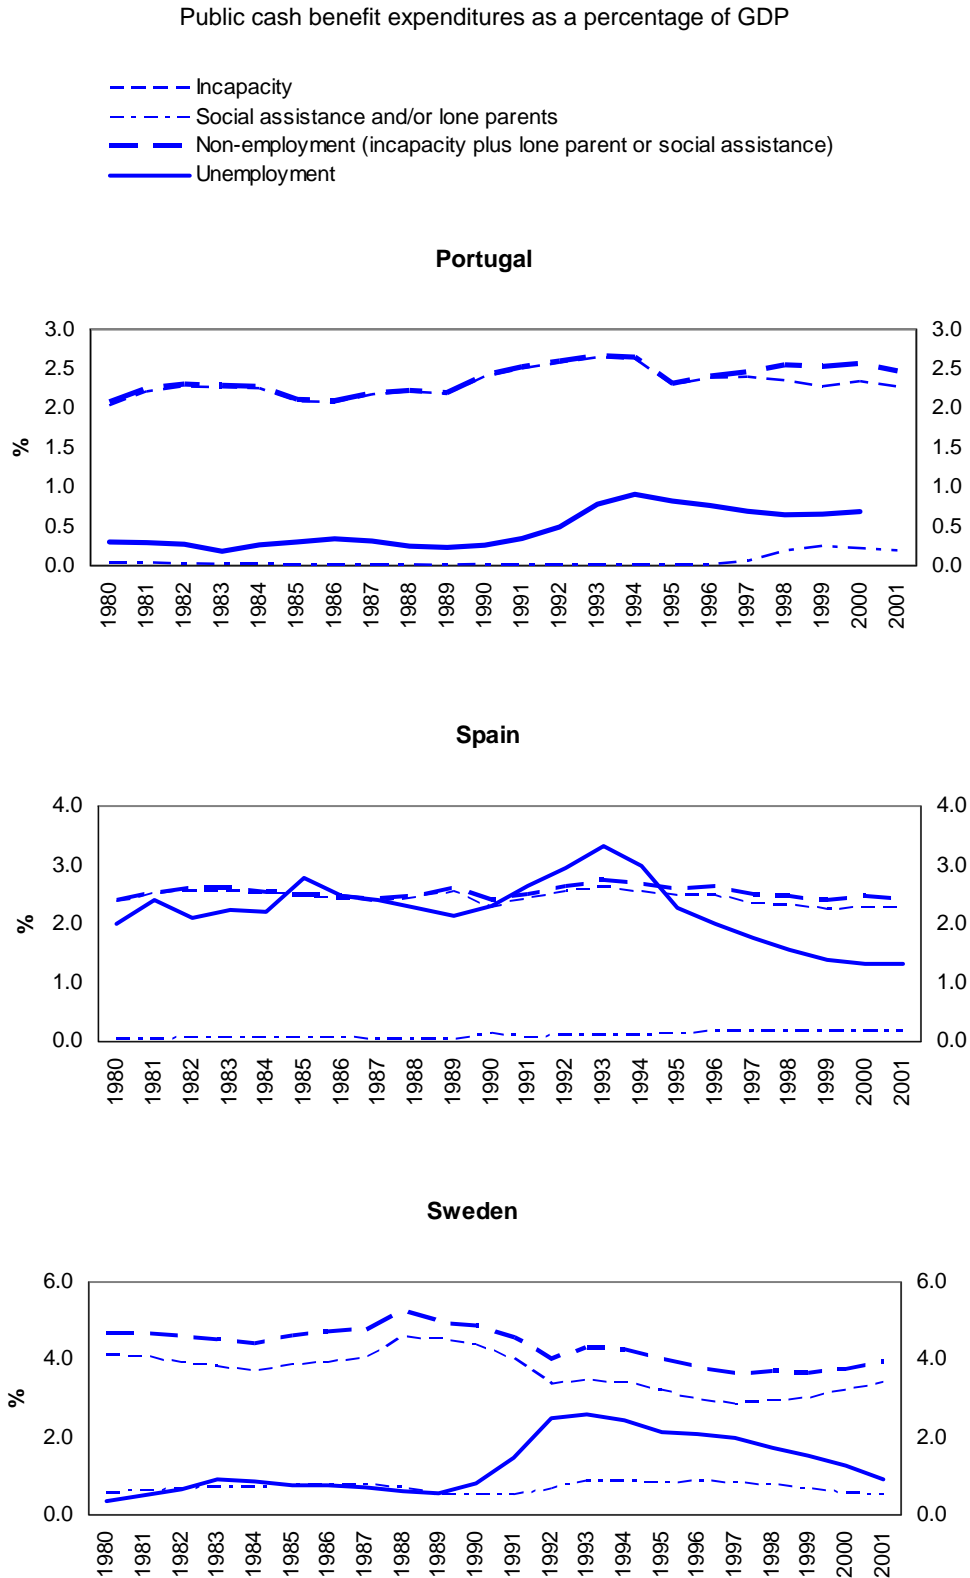 Public cash benefit expenditures as a percentage of GDP
Incapacity
Social assistance and/or lone parents
Non-employment (incapacity plus lone parent or social assistance)
Unemployment
Portugal
3.0 3.0
2.5 2.5
2.0 2.0
1.5 1.5
1.0 1.0
0.5 0.5
0.0 0.0
%
1980 1981 1982 1983 1984 1985 1986 1987 1988 1989 1990 1991 1992 1993 1994 1995 1996 1997 1998 1999 2000 2001
Spain
4.0 4.0
3.0 3.0
2.0 2.0
1.0 1.0
0.0 0.0
%
1980 1981 1982 1983 1984 1985 1986 1987 1988 1989 1990 1991 1992 1993 1994 1995 1996 1997 1998 1999 2000 2001
Sweden
6.0 6.0
4.0 4.0
2.0 2.0
0.0 0.0
%
1980 1981 1982 1983 1984 1985 1986 1987 1988 1989 1990 1991 1992 1993 1994 1995 1996 1997 1998 1999 2000 2001